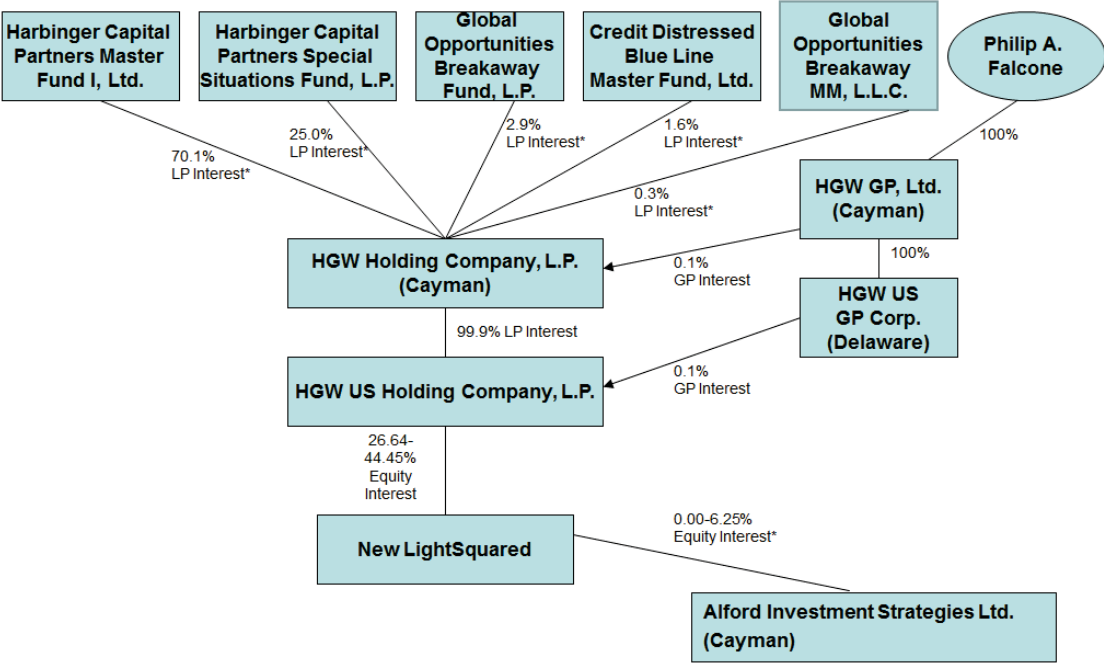 Harbinger Capital
Partners Master
Fund I, Ltd.
Harbinger Capital
Partners Special
Situations Fund, L.P.
Global
Opportunities
Breakaway
Fund, L.P.
Credit Distressed
Blue Line
Master Fund, Ltd.
Global
Opportunities
Breakaway
MM, L.L.C.
Philip A.
Falcone
70.1%
LP Interest*
25.0%
LP Interest*
2.9%
LP Interest*
1.6%
LP Interest*
0.3%
LP Interest*
100%
HGW GP, Ltd.
(Cayman)
HGW Holding Company, L.P.
(Cayman)
0.1%
GP Interest
100%
HGW US
GP Corp.
(Delaware)
99.9% LP Interest
HGW US Holding Company, L.P.
0.1%
GP Interest
26.64-
44.45%
Equity
Interest
New LightSquared
0.00-6.25%
Equity Interest*
Alford Investment Strategies Ltd.
(Cayman)